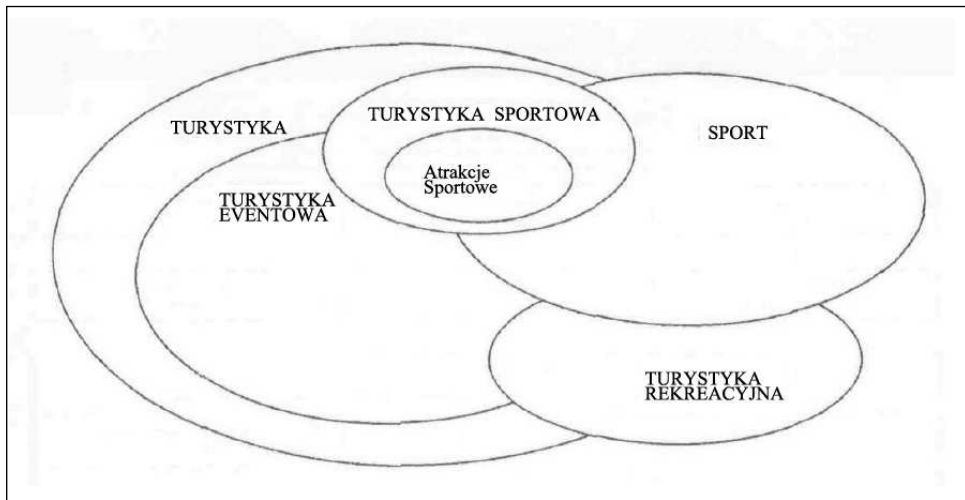 TURYSTYKA SPORTOWA
TURYSTYKA
SPORT
Atrakcje
Sportowe
TURYSTYKA
EVENTOWA
TURYSTYKA
REKREACYJNA